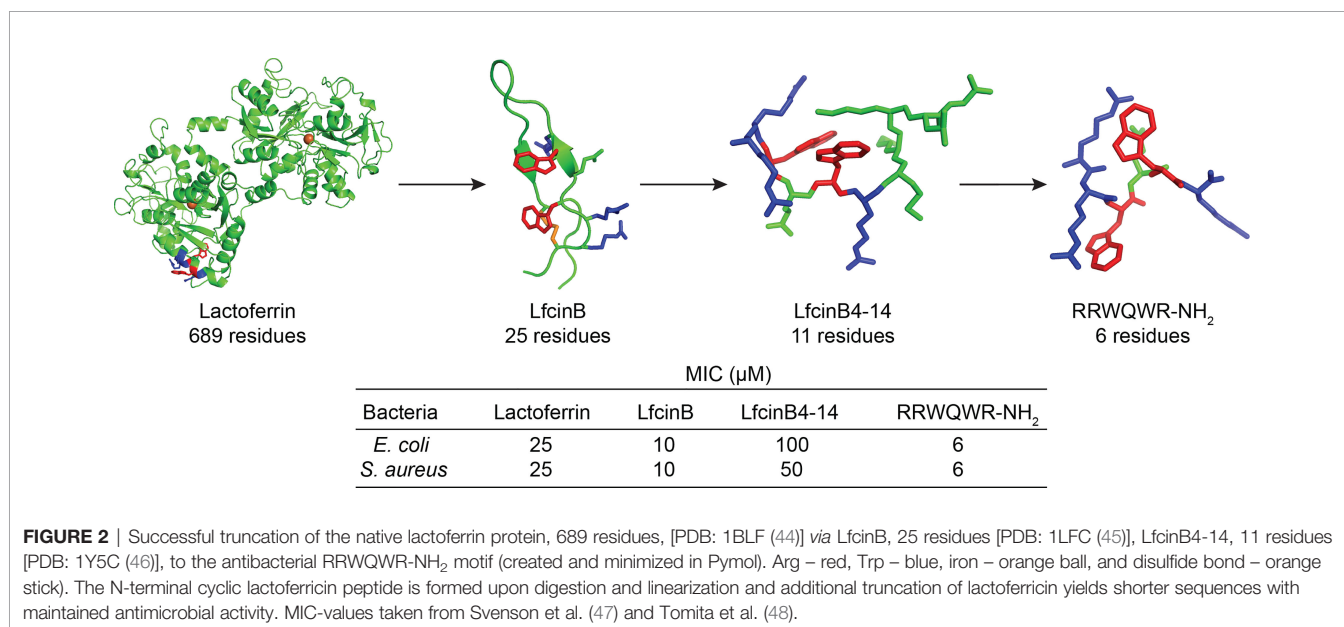 Lactoferrin
689 residues
LfcinB
25 residues
LfcinB4-14
11 residues
RRWQWR-NH₂
6 residues
MIC (µM)
Bacteria Lactoferrin LfcinB LfcinB4-14 RRWQWR-NH₂
E. coli 25 10 100 6
S. aureus 25 10 50 6
FIGURE 2 | Successful truncation of the native lactoferrin protein, 689 residues, [PDB: 1BLF (44)] via LfcinB, 25 residues [PDB: 1LFC (45)], LfcinB4-14, 11 residues
[PDB: 1Y5C (46)], to the antibacterial RRWQWR-NH₂ motif (created and minimized in Pymol). Arg – red, Trp – blue, iron – orange ball, and disulfide bond – orange
stick). The N-terminal cyclic lactoferricin peptide is formed upon digestion and linearization and additional truncation of lactoferricin yields shorter sequences with
maintained antimicrobial activity. MIC-values taken from Svenson et al. (47) and Tomita et al. (48).